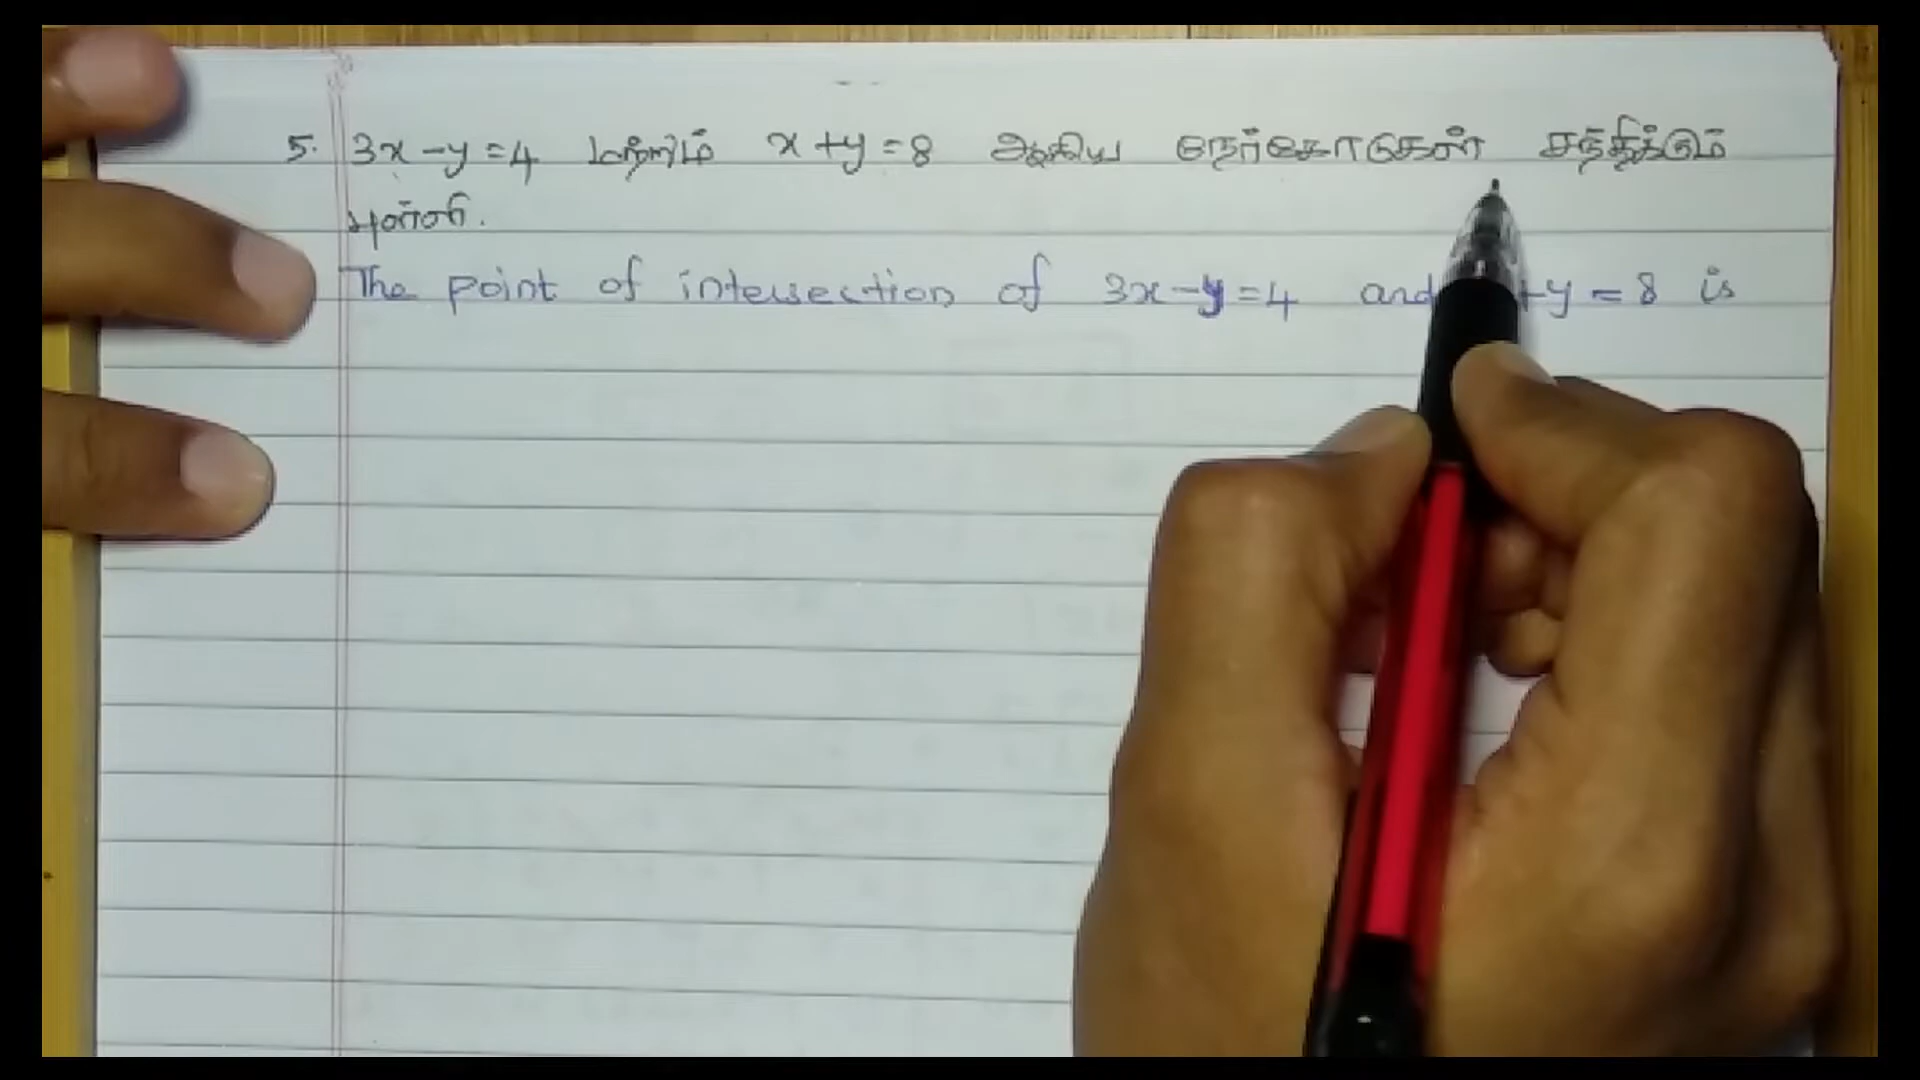 5. 3x - y = 4 மற்றும் x + y = 8 ஆகிய நேர்கோடுகள் சந்திக்கும்
புள்ளி.
The point of intersection of 3x - y = 4 and + y = 8 is